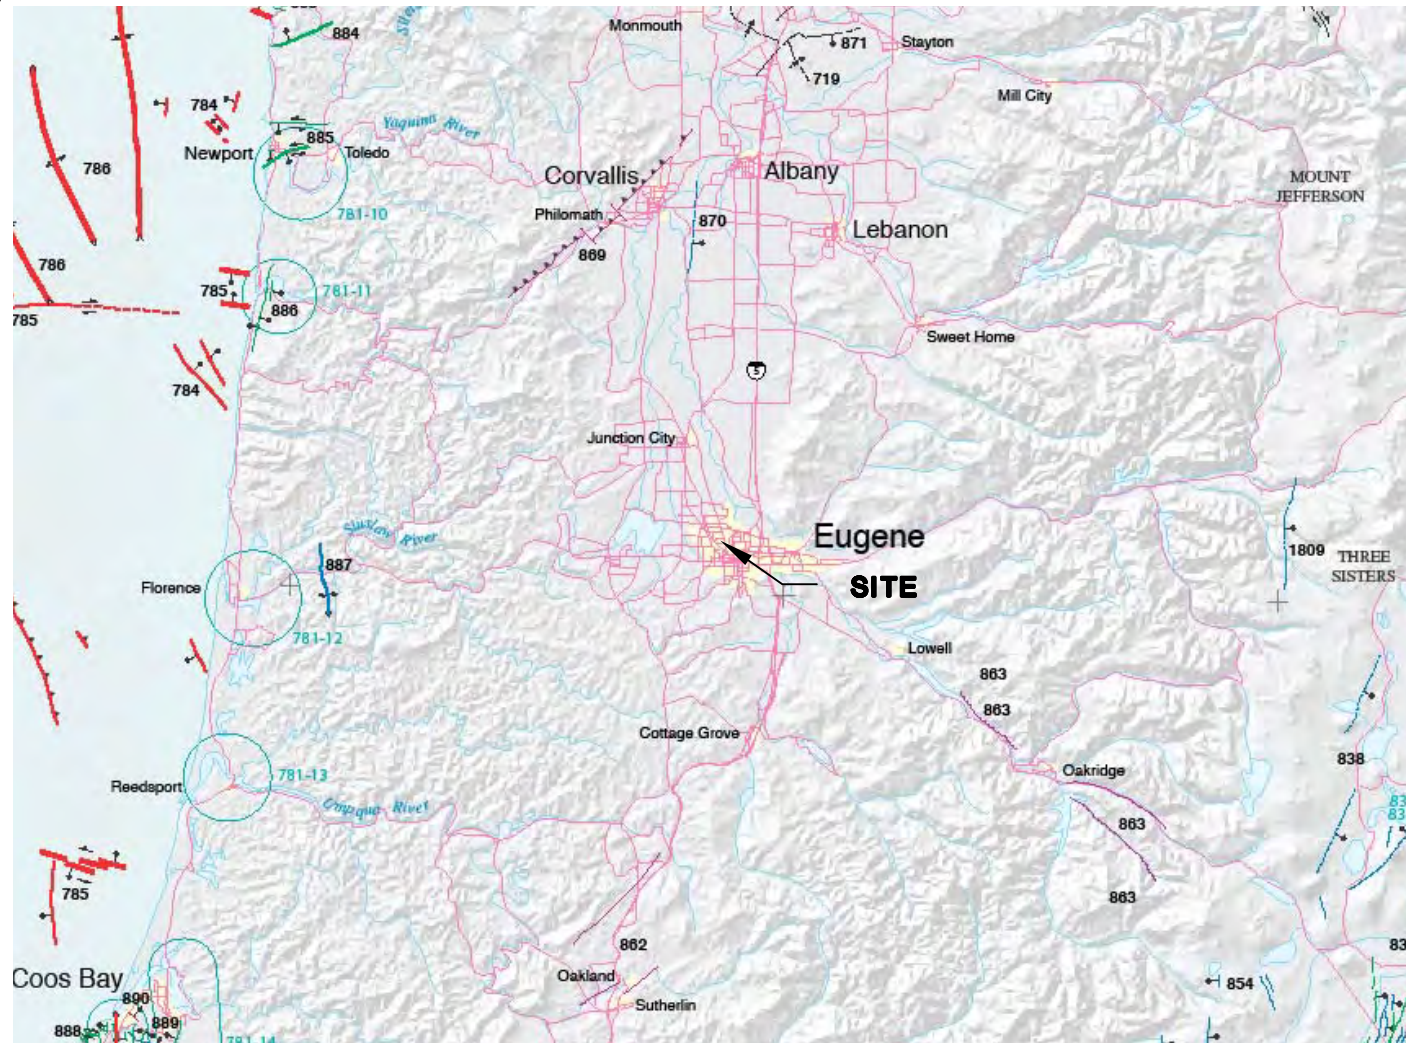 884
Monmouth
871
Stayton
719
Mill City
784
Yaquina River
885
Newport
Toledo
786
Corvallis
Albany
MOUNT
JEFFERSON
781-10
Philomath
870
Lebanon
869
786
785
781-11
886
785
Sweet Home
5
784
Junction City
Siuslaw River
Eugene
887
1809
THREE
SISTERS
Florence
SITE
781-12
Lowell
863
863
Cottage Grove
838
781-13
Oakridge
Reedsport
Umpqua River
863
785
863
862
Oakland
Coos Bay
854
890
Sutherlin
889
888
781-14